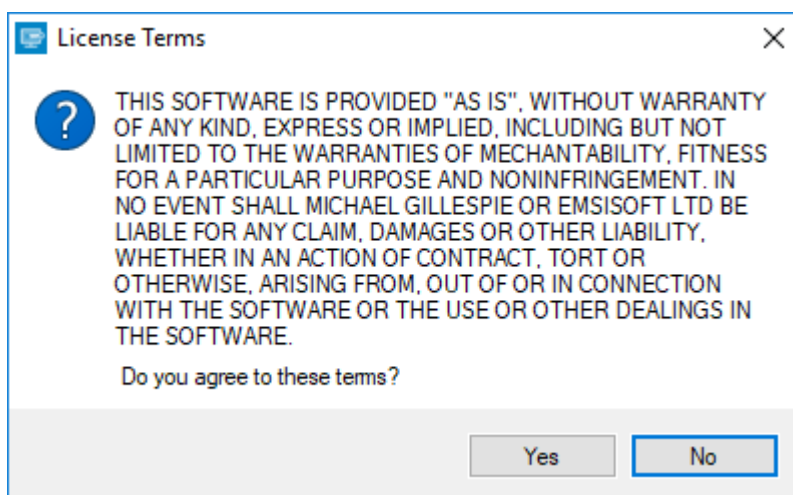 License Terms
THIS SOFTWARE IS PROVIDED "AS IS", WITHOUT WARRANTY
OF ANY KIND, EXPRESS OR IMPLIED, INCLUDING BUT NOT
LIMITED TO THE WARRANTIES OF MECHANTABILITY, FITNESS
FOR A PARTICULAR PURPOSE AND NONINFRINGEMENT. IN
NO EVENT SHALL MICHAEL GILLESPIE OR EMSISOFT LTD BE
LIABLE FOR ANY CLAIM, DAMAGES OR OTHER LIABILITY,
WHETHER IN AN ACTION OF CONTRACT, TORT OR
OTHERWISE, ARISING FROM, OUT OF OR IN CONNECTION
WITH THE SOFTWARE OR THE USE OR OTHER DEALINGS IN
THE SOFTWARE.
Do you agree to these terms?
Yes
No